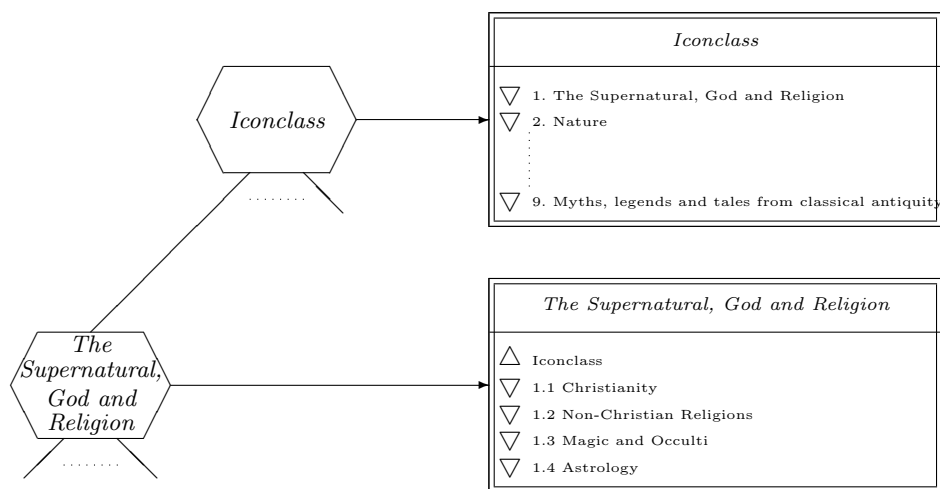 Iconclass
1. The Supernatural, God and Religion
2. Nature
9. Myths, legends and tales from classical antiquity
Iconclass
The Supernatural, God and Religion
Iconclass
1.1 Christianity
1.2 Non-Christian Religions
1.3 Magic and Occulti
1.4 Astrology
The
Supernatural,
God and
Religion